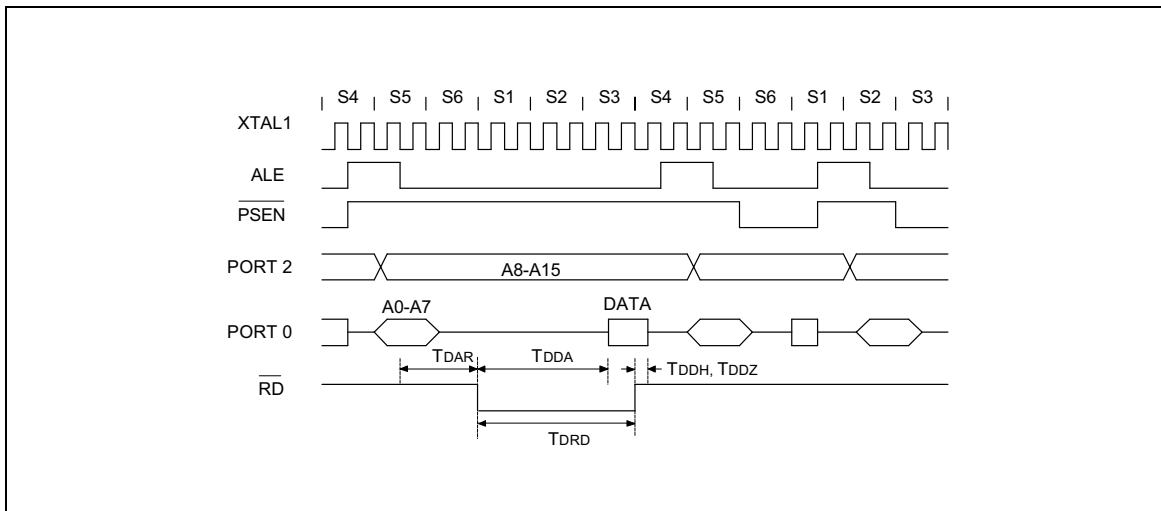 S4 S5 S6 S1 S2 S3 S4 S5 S6 S1 S2 S3
XTAL1
ALE
PSEN
PORT 2
A8-A15
A0-A7
DATA
PORT 0
TDAR
TDDA
TDDH, TDDZ
RD
TDRD